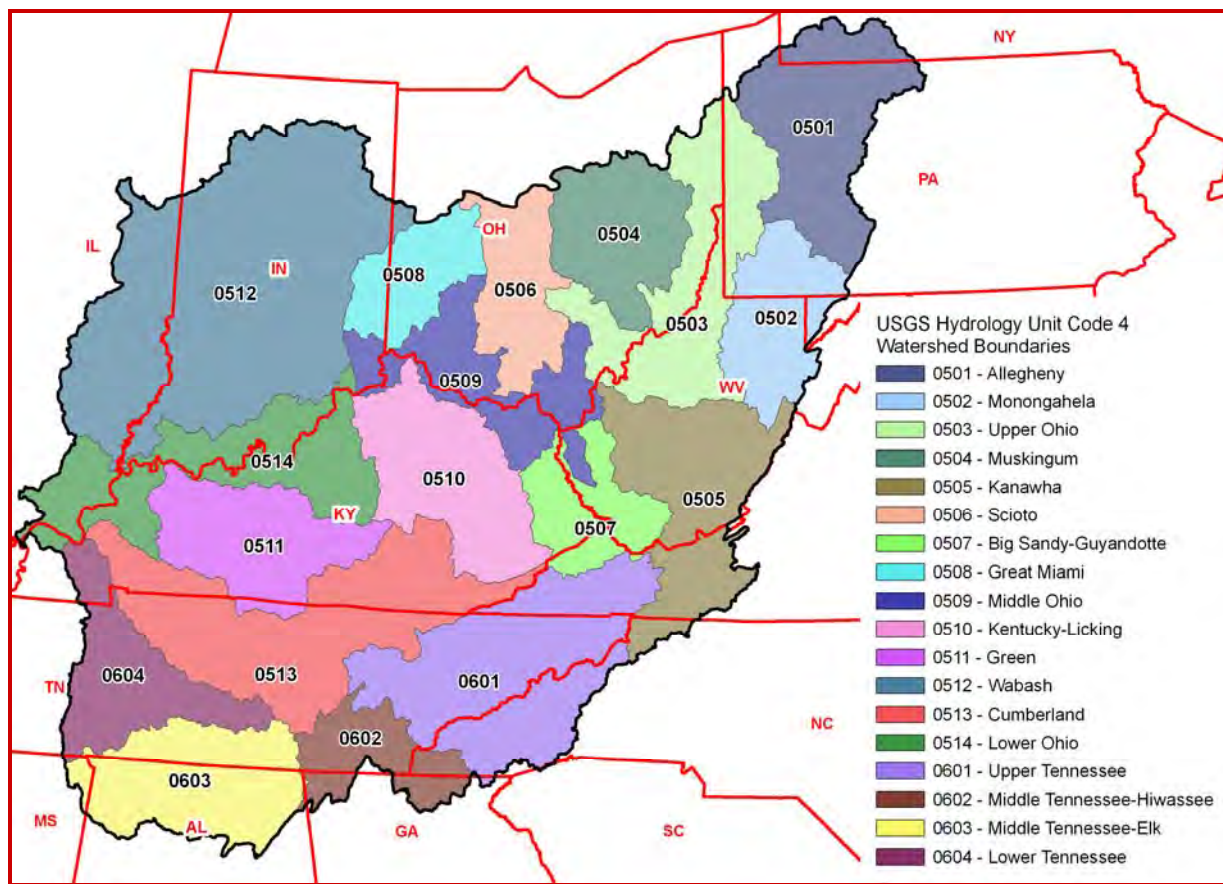 NY
0501
PA
0504
OH
IL
IN
0508
0506
0512
0503
0502
0509
WV
0514
0510
0505
KY
0507
0511
0604
0513
0601
TN
0602
NC
0603
MS
AL
GA
SC
USGS Hydrology Unit Code 4
Watershed Boundaries
0501 - Allegheny
0502 - Monongahela
0503 - Upper Ohio
0504 - Muskingum
0505 - Kanawha
0506 - Scioto
0507 - Big Sandy-Guyandotte
0508 - Great Miami
0509 - Middle Ohio
0510 - Kentucky-Licking
0511 - Green
0512 - Wabash
0513 - Cumberland
0514 - Lower Ohio
0601 - Upper Tennessee
0602 - Middle Tennessee-Hiwassee
0603 - Middle Tennessee-Elk
0604 - Lower Tennessee